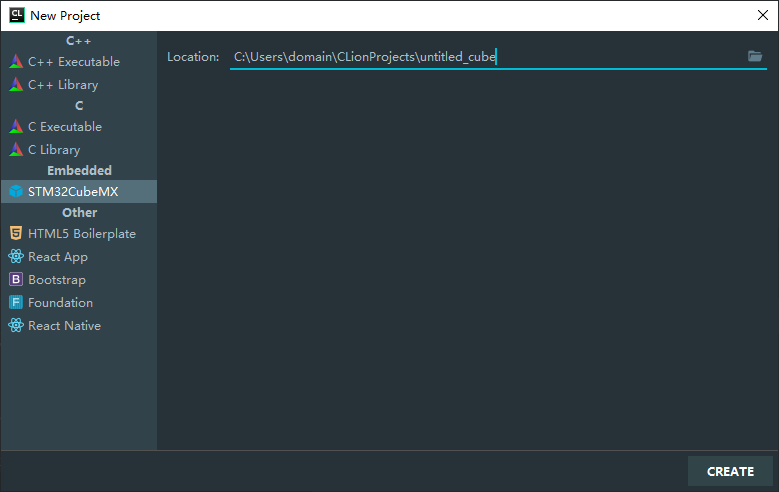 CL
New Project
C++
C++ Executable
C++ Library
C
C Executable
C Library
Embedded
STM32CubeMX
Other
HTML5 Boilerplate
React App
B Bootstrap
F Foundation
React Native
Location: C:\Users\domain\CLionProjects\untitled_cube
CREATE